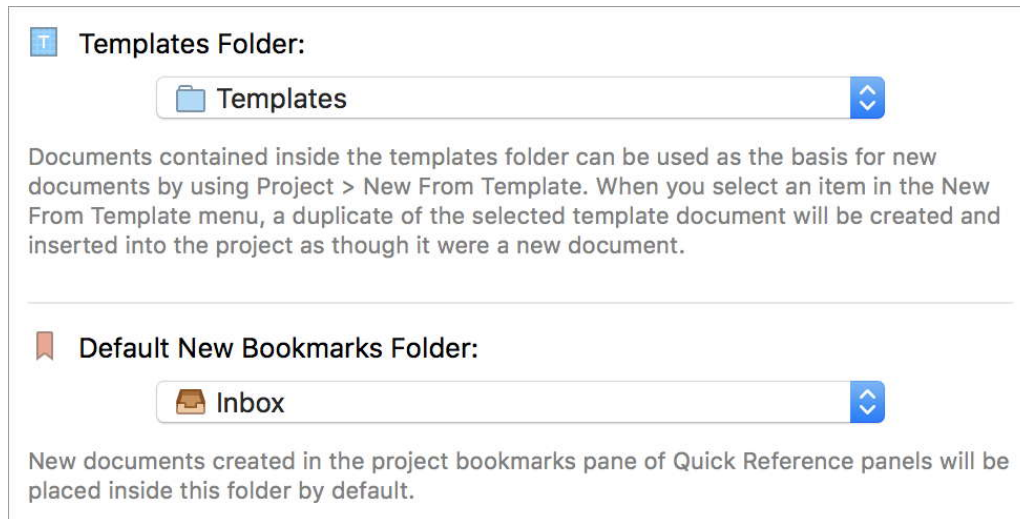 T
Templates Folder:
Templates
Documents contained inside the templates folder can be used as the basis for new
documents by using Project > New From Template. When you select an item in the New
From Template menu, a duplicate of the selected template document will be created and
inserted into the project as though it were a new document.
Default New Bookmarks Folder:
Inbox
New documents created in the project bookmarks pane of Quick Reference panels will be
placed inside this folder by default.